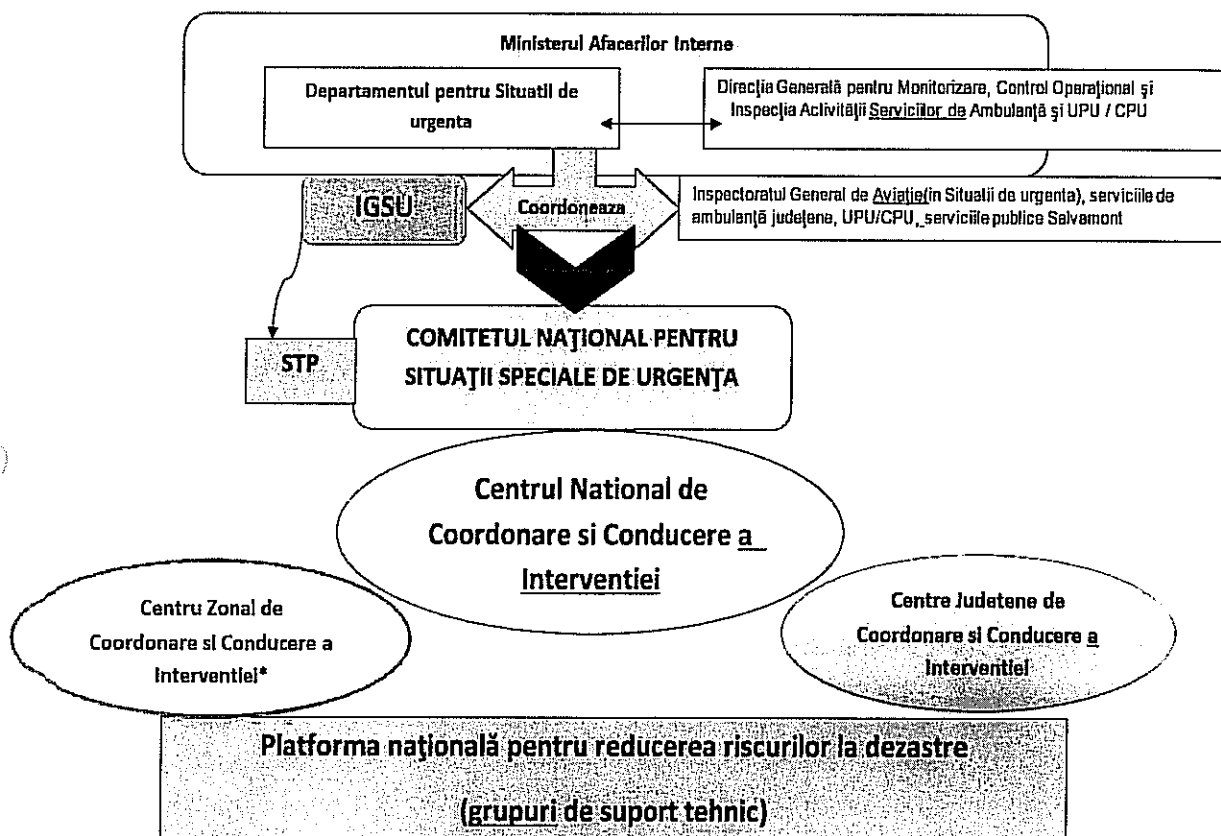 Ministerul Afacerilor Interne
Departamentul pentru Situatii de
urgenta
Direcția Generală pentru Monitorizare, Control Operațional și
Inspecția Activității Serviciilor de Ambulanță și UPU / CPU
IGSU
Coordoneaza
Inspectoratul General de Aviație(in Situatii de urgenta), serviciile de
ambulanță județene, UPU/CPU, serviciile publice Salvamont
STP
COMITETUL NAȚIONAL PENTRU
SITUAȚII SPECIALE DE URGENȚA
Centrul National de
Coordonare si Conducere a
Interventiei
Centru Zonal de
Coordonare si Conducere a
Interventiei*
Centre Judetene de
Coordonare si Conducere a
Interventiei
Platforma națională pentru reducerea riscurilor la dezastre
(grupuri de suport tehnic)